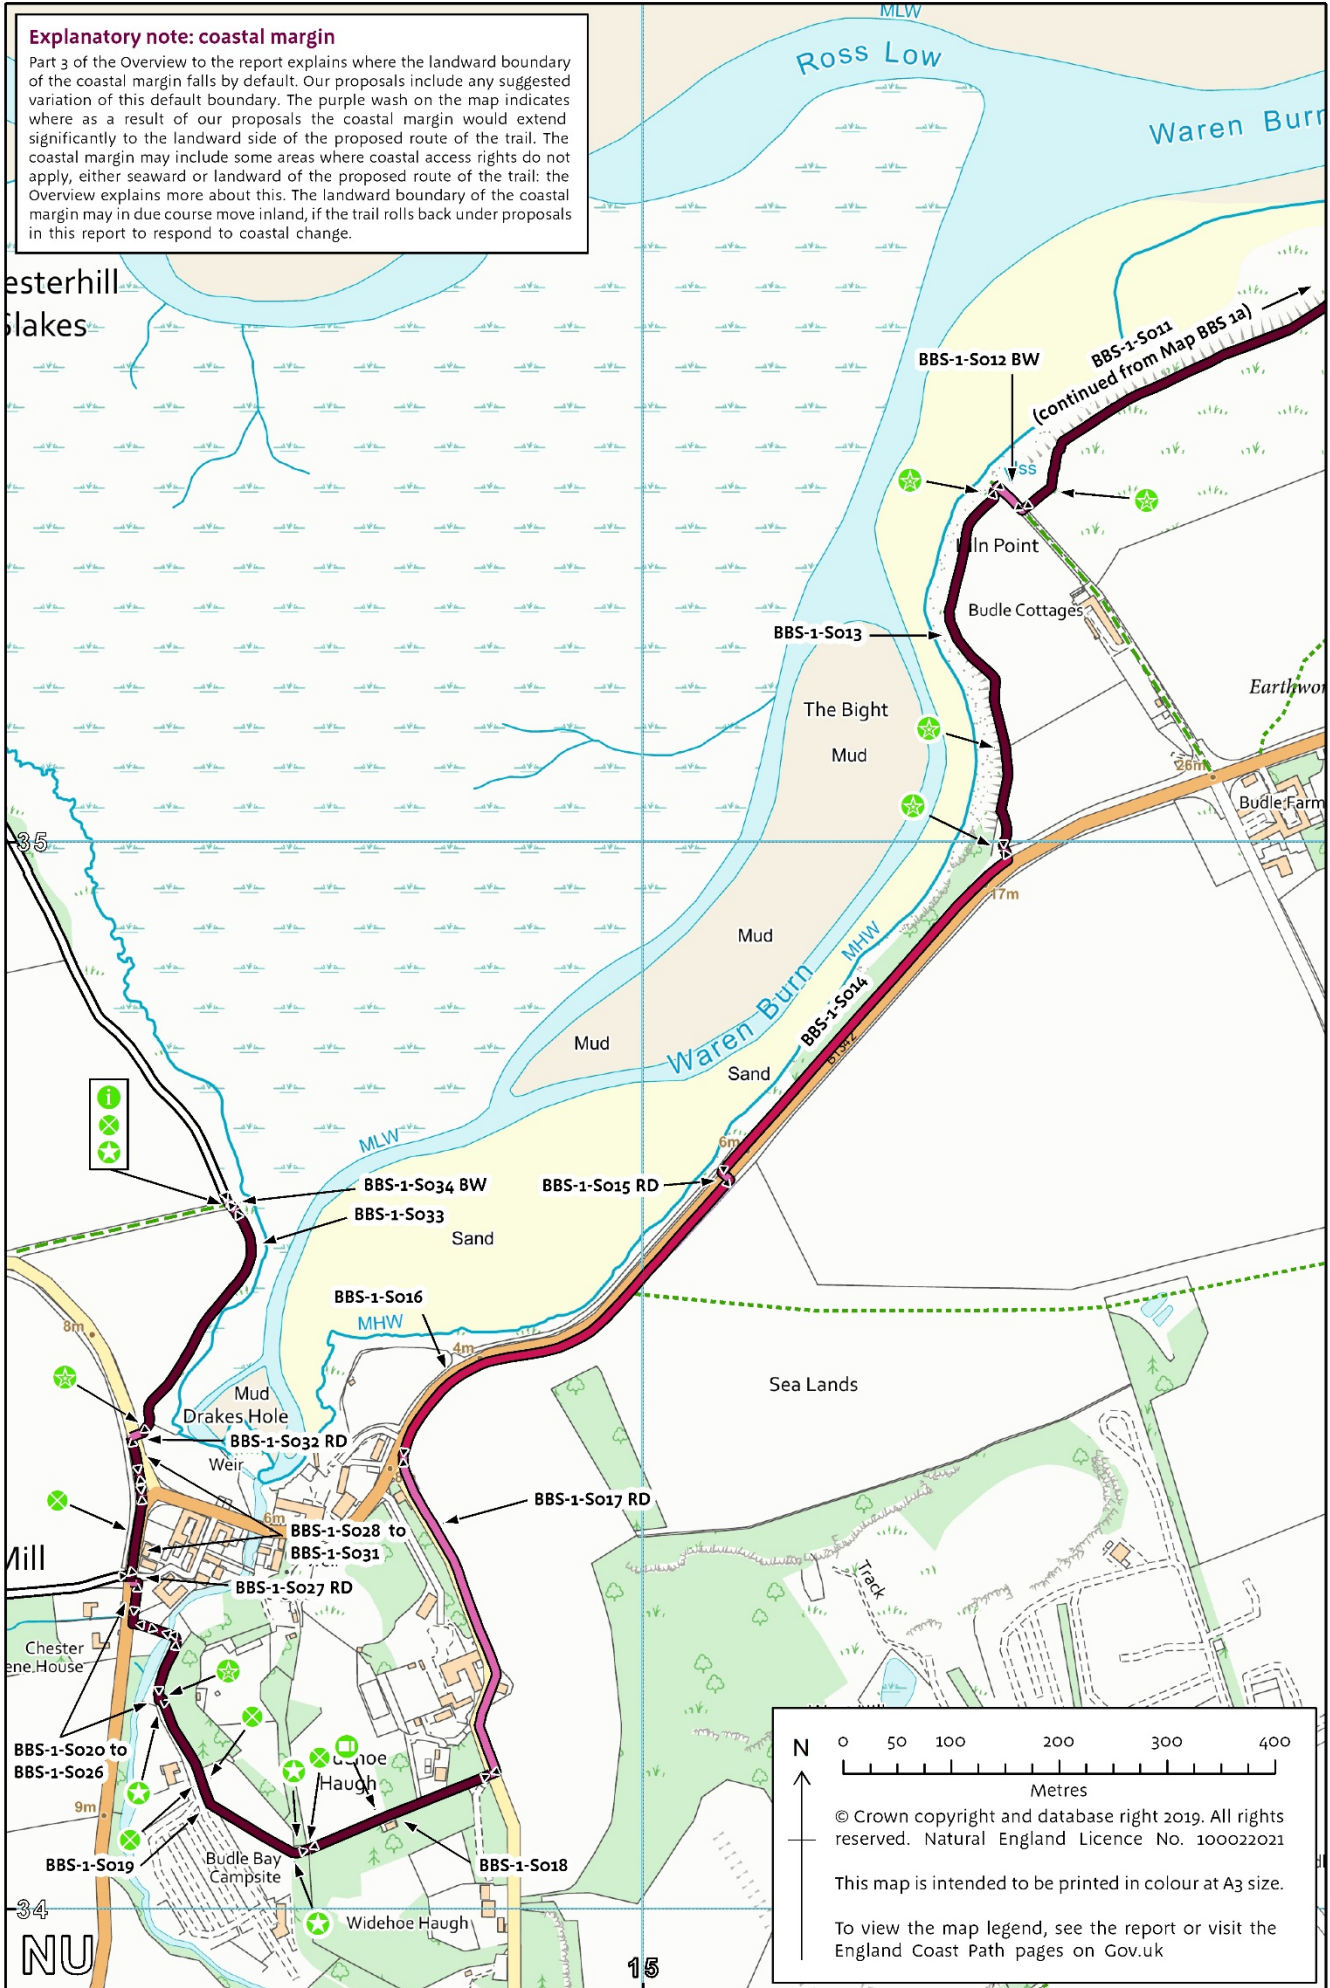 Explanatory note: coastal margin
Part 3 of the Overview to the report explains where the landward boundary
of the coastal margin falls by default. Our proposals include any suggested
variation of this default boundary. The purple wash on the map indicates
where as a result of our proposals the coastal margin would extend
significantly to the landward side of the proposed route of the trail. The
coastal margin may include some areas where coastal access rights do not
apply, either seaward or landward of the proposed route of the trail: the
Overview explains more about this. The landward boundary of the coastal
margin may in due course move inland, if the trail rolls back under proposals
in this report to respond to coastal change.
MLW
Ross Low
Waren Burn
esterhill
Slakes
BBS-1-S011
(continued from Map BBS 1a)
BBS-1-S012 BW
Kiln Point
Budle Cottages
BBS-1-S013
The Bight
Mud
Earthwor
26m
Budle Farm
35
17m
Mud
MHW
BBS-1-S014
B1342
Waren Burn
Mud
Sand
6m
MLW
BBS-1-S034 BW
BBS-1-S015 RD
BBS-1-S033
Sand
BBS-1-S016
MHW
4m
8m
Sea Lands
Mud
Drakes Hole
BBS-1-S032 RD
Weir
BBS-1-S017 RD
6m
BBS-1-S028 to
BBS-1-S031
Mill
BBS-1-S027 RD
Track
Chester
ene House
BBS-1-S020 to
BBS-1-S026
Haugh
9m
BBS-1-S019
Budle Bay
Campsite
BBS-1-S018
Widehoe Haugh
34
NU
15
N
0 50 100 200 300 400
Metres
© Crown copyright and database right 2019. All rights
reserved. Natural England Licence No. 100022021
This map is intended to be printed in colour at A3 size.
To view the map legend, see the report or visit the
England Coast Path pages on Gov.uk